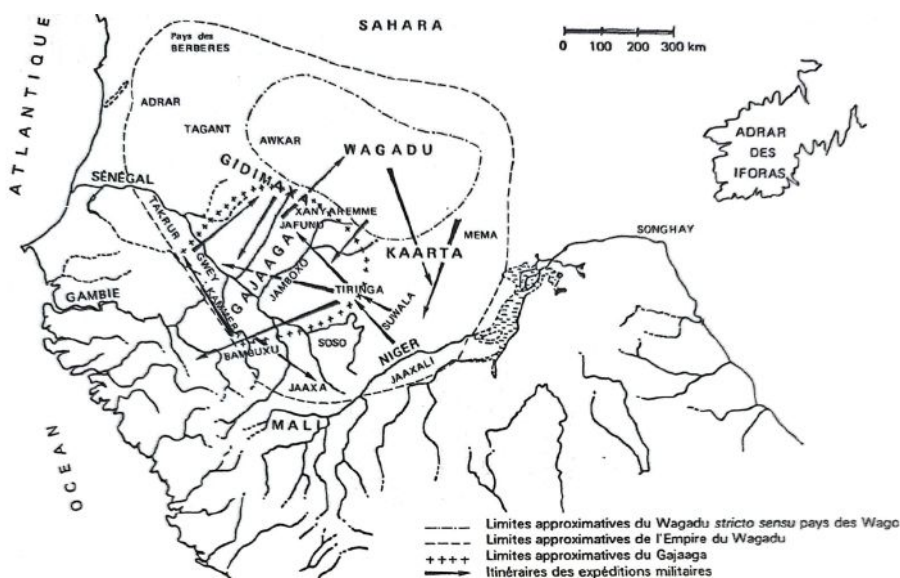 SAHARA
0 100 200 300 km
Pays des
BERBERES
ATLANTIQUE
ADRAR
TAGANT
AWKAR
WAGADU
ADRAR
DES
IFORAS
GIDIMAXA
SÉNÉGAL
TAKRUR
XANYAREMME
JAFUNU
MEMA
SONGHAY
GWEY
GAJAAGA
KAARTA
JAMBOXO
KAMMERA
GAMBIE
TIRINGA
SUWALA
BAMBUXU
SOSO
NIGER
JAAXALI
JAAXA
MALI
OCEAN
Limites approximatives du Wagadu stricto sensu pays des Wago
Limites approximatives de l'Empire du Wagadu
++++ Limites approximatives du Gajaaga
Itinéraires des expéditions militaires